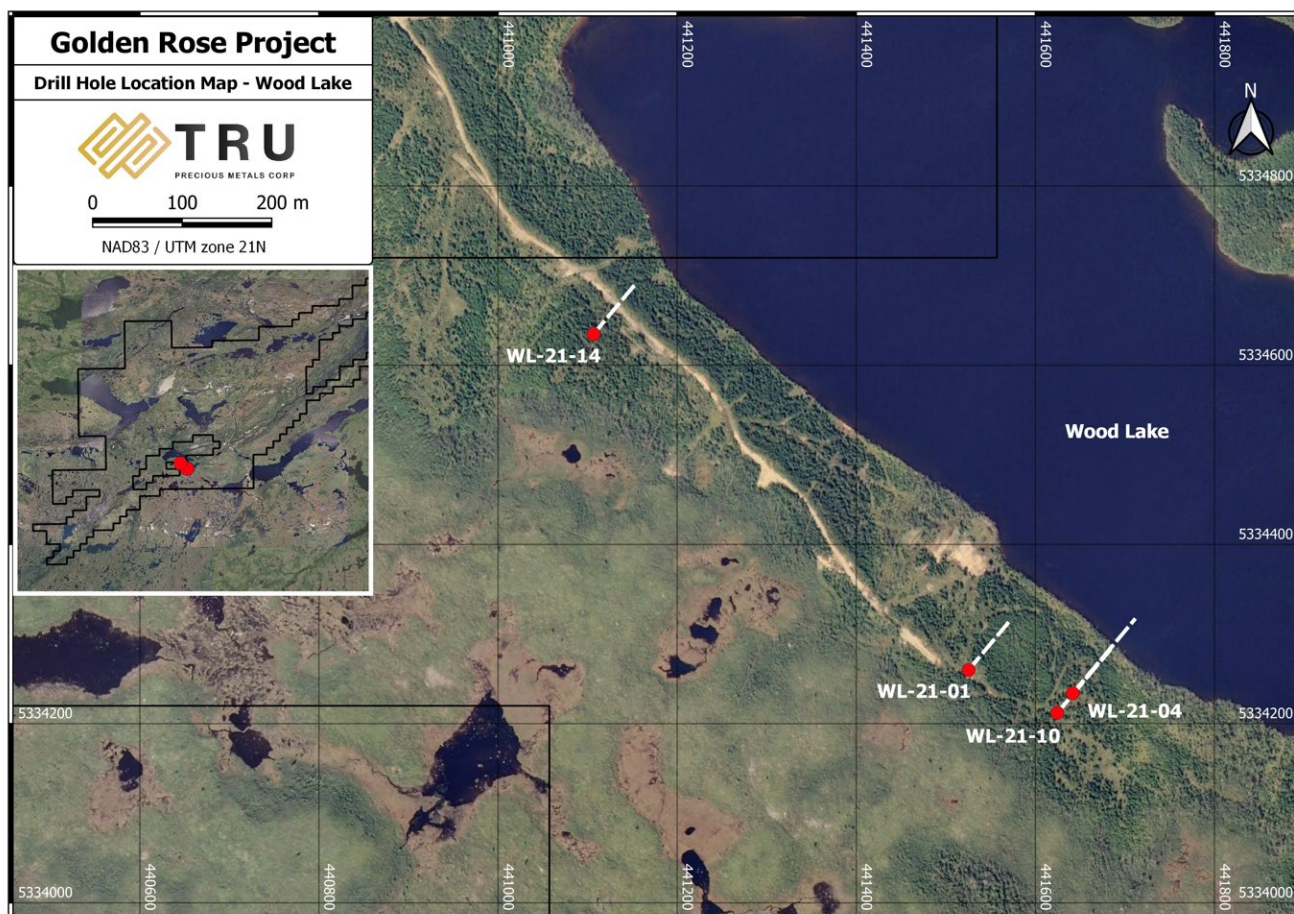 Golden Rose Project
Drill Hole Location Map - Wood Lake
TRU
PRECIOUS METALS CORP
0 100 200 m
NAD83 / UTM zone 21N
441000 441200 441400 441600 441800
N
5334800
WL-21-14
5334600
Wood Lake
5334400
WL-21-01
WL-21-04
WL-21-10
5334200 5334200
440600 440800 441000 441200 441400 441600 441800
5334000 5334000